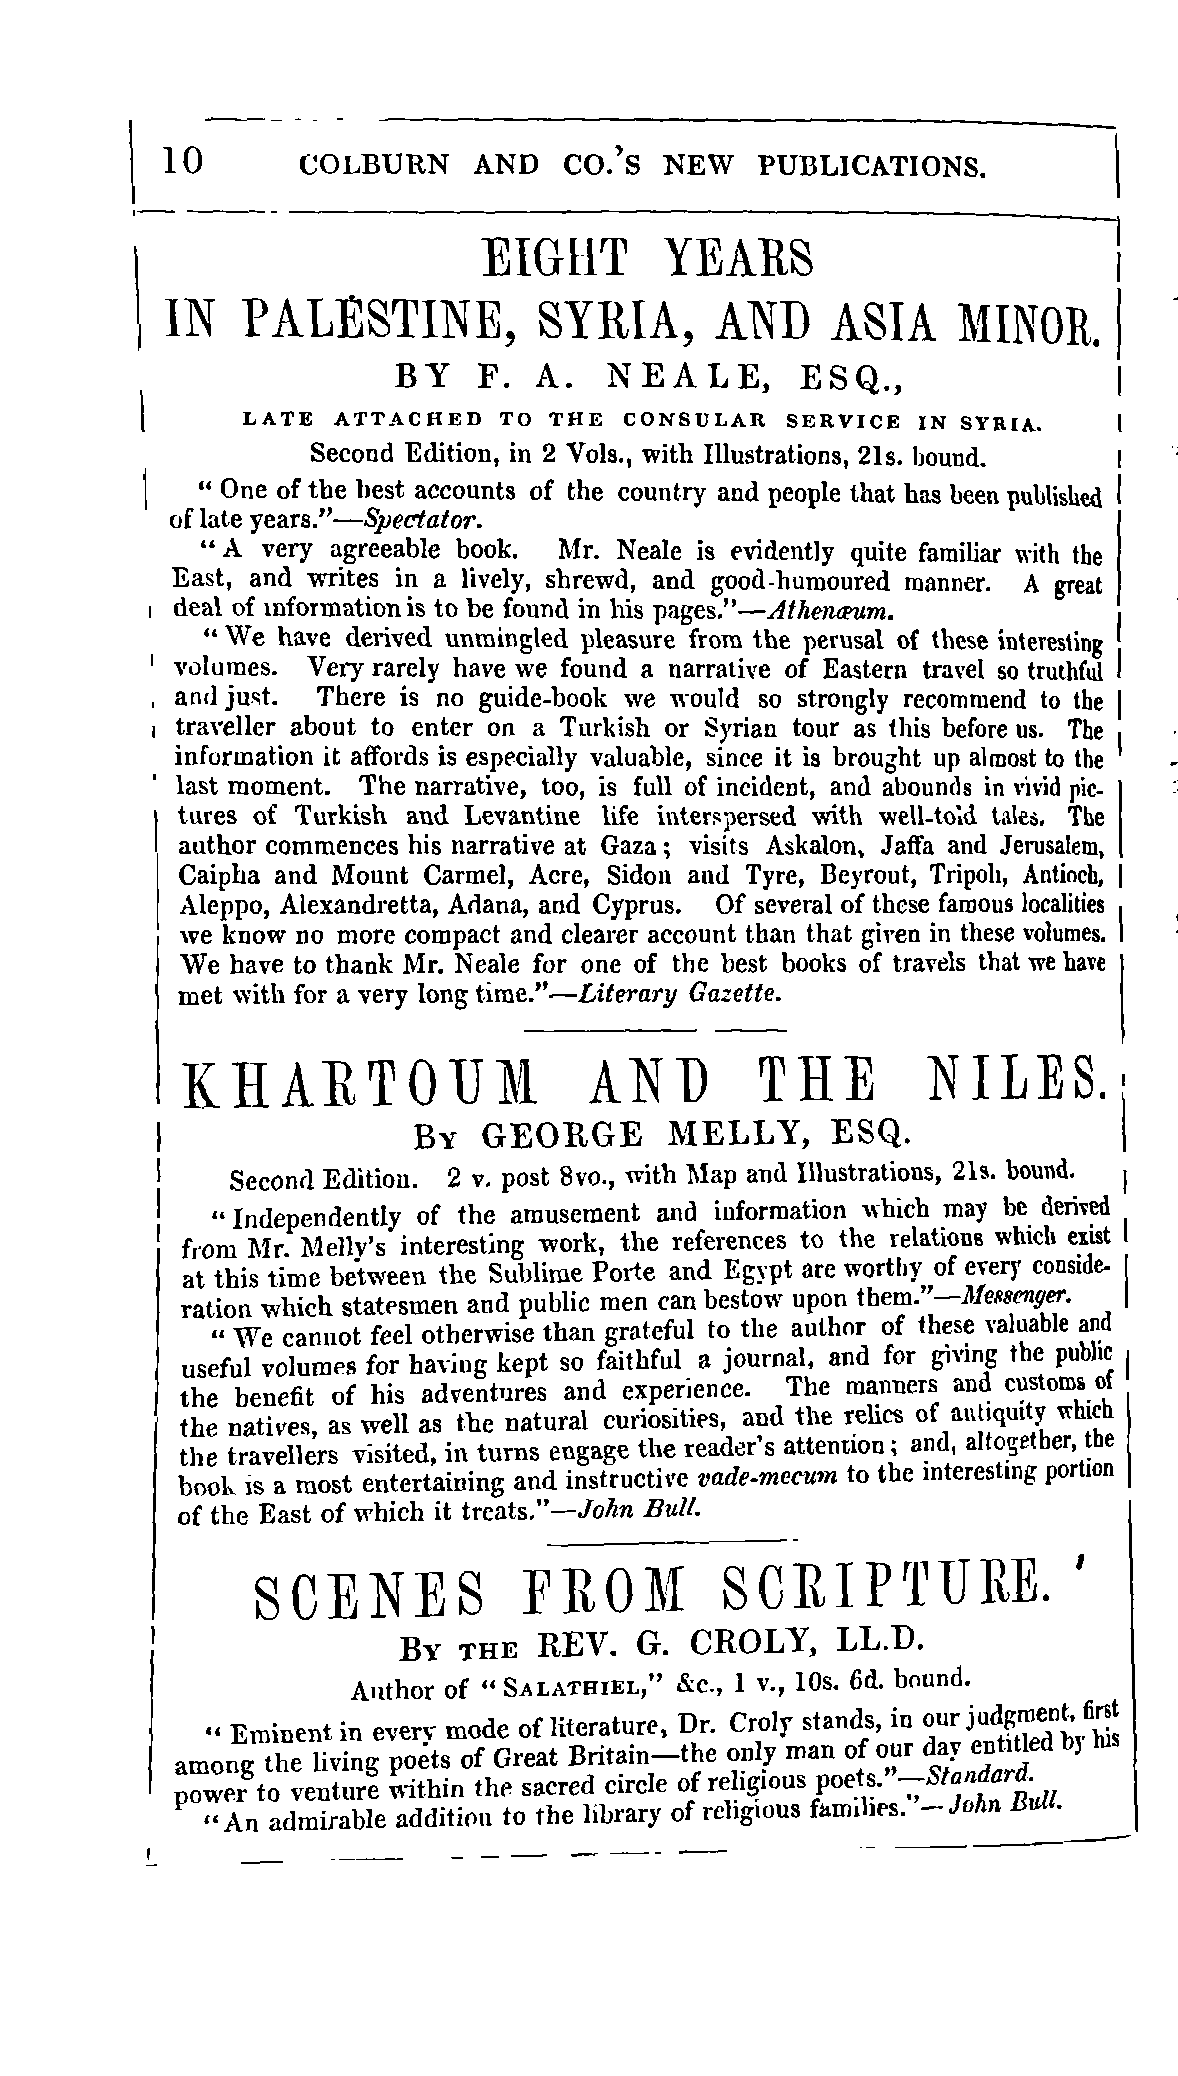 10 COLBURN AND CO.'S NEW PUBLICATIONS.
EIGHT YEARS
IN PALESTINE, SYRIA, AND ASIA MINOR.
BY F. A. NEALE, ESQ.,
LATE ATTACHED TO THE CONSULAR SERVICE IN SYRIA.
Second Edition, in 2 Vols., with Illustrations, 21s. bound.
"One of the best accounts of the country and people that has been published
of late years."—Spectator.
"A very agreeable book. Mr. Neale is evidently quite familiar with the
East, and writes in a lively, shrewd, and good-humoured manner. A great
deal of information is to be found in his pages."—Athenæum.
"We have derived unmingled pleasure from the perusal of these interesting
volumes. Very rarely have we found a narrative of Eastern travel so truthful
and just. There is no guide-book we would so strongly recommend to the
traveller about to enter on a Turkish or Syrian tour as this before us. The
information it affords is especially valuable, since it is brought up almost to the
last moment. The narrative, too, is full of incident, and abounds in vivid pic-
tures of Turkish and Levantine life interspersed with well-told tales. The
author commences his narrative at Gaza; visits Askalon, Jaffa and Jerusalem,
Caipha and Mount Carmel, Acre, Sidon and Tyre, Beyrout, Tripoli, Antioch,
Aleppo, Alexandretta, Adana, and Cyprus. Of several of these famous localities
we know no more compact and clearer account than that given in these volumes.
We have to thank Mr. Neale for one of the best books of travels that we have
met with for a very long time."—Literary Gazette.
KHARTOUM AND THE NILES.
BY GEORGE MELLY, ESQ.
Second Edition. 2 v. post 8vo., with Map and Illustrations, 21s. bound.
"Independently of the amusement and information which may be derived
from Mr. Melly's interesting work, the references to the relations which exist
at this time between the Sublime Porte and Egypt are worthy of every conside-
ration which statesmen and public men can bestow upon them."—Messenger.
"We cannot feel otherwise than grateful to the author of these valuable and
useful volumes for having kept so faithful a journal, and for giving the public
the benefit of his adventures and experience. The manners and customs of
the natives, as well as the natural curiosities, and the relics of antiquity which
the travellers visited, in turns engage the reader's attention; and, altogether, the
book is a most entertaining and instructive vade-mecum to the interesting portion
of the East of which it treats."—John Bull.
SCENES FROM SCRIPTURE.
BY THE REV. G. CROLY, LL.D.
Author of "SALATHIEL," &c., 1 v., 10s. 6d. bound.
"Eminent in every mode of literature, Dr. Croly stands, in our judgment, first
among the living poets of Great Britain—the only man of our day entitled by his
power to venture within the sacred circle of religious poets."—Standard.
"An admirable addition to the library of religious families."—John Bull.